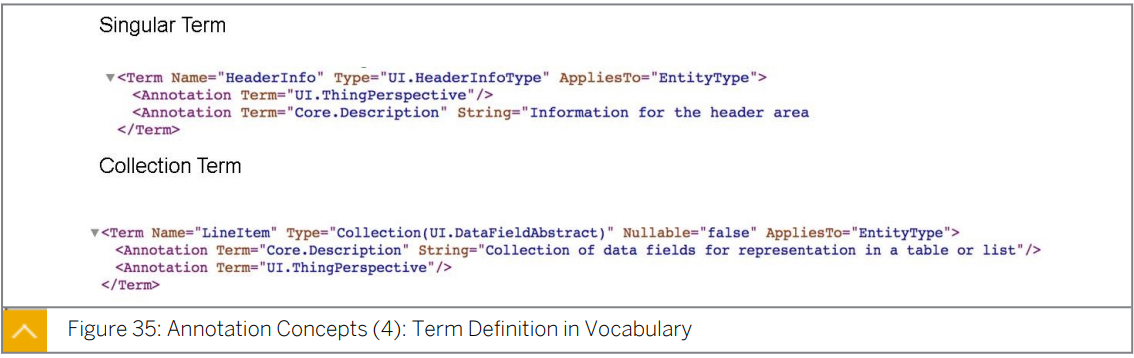 Singular Term
▼<Term Name="HeaderInfo" Type="UI.HeaderInfoType" AppliesTo="EntityType">
<Annotation Term="UI.ThingPerspective"/>
<Annotation Term="Core.Description" String="Information for the header area
</Term>
Collection Term
▼<Term Name="LineItem" Type="Collection(UI.DataFieldAbstract)" Nullable="false" AppliesTo="EntityType">
<Annotation Term="Core.Description" String="Collection of data fields for representation in a table or list"/>
<Annotation Term="UI.ThingPerspective"/>
</Term>
Figure 35: Annotation Concepts (4): Term Definition in Vocabulary